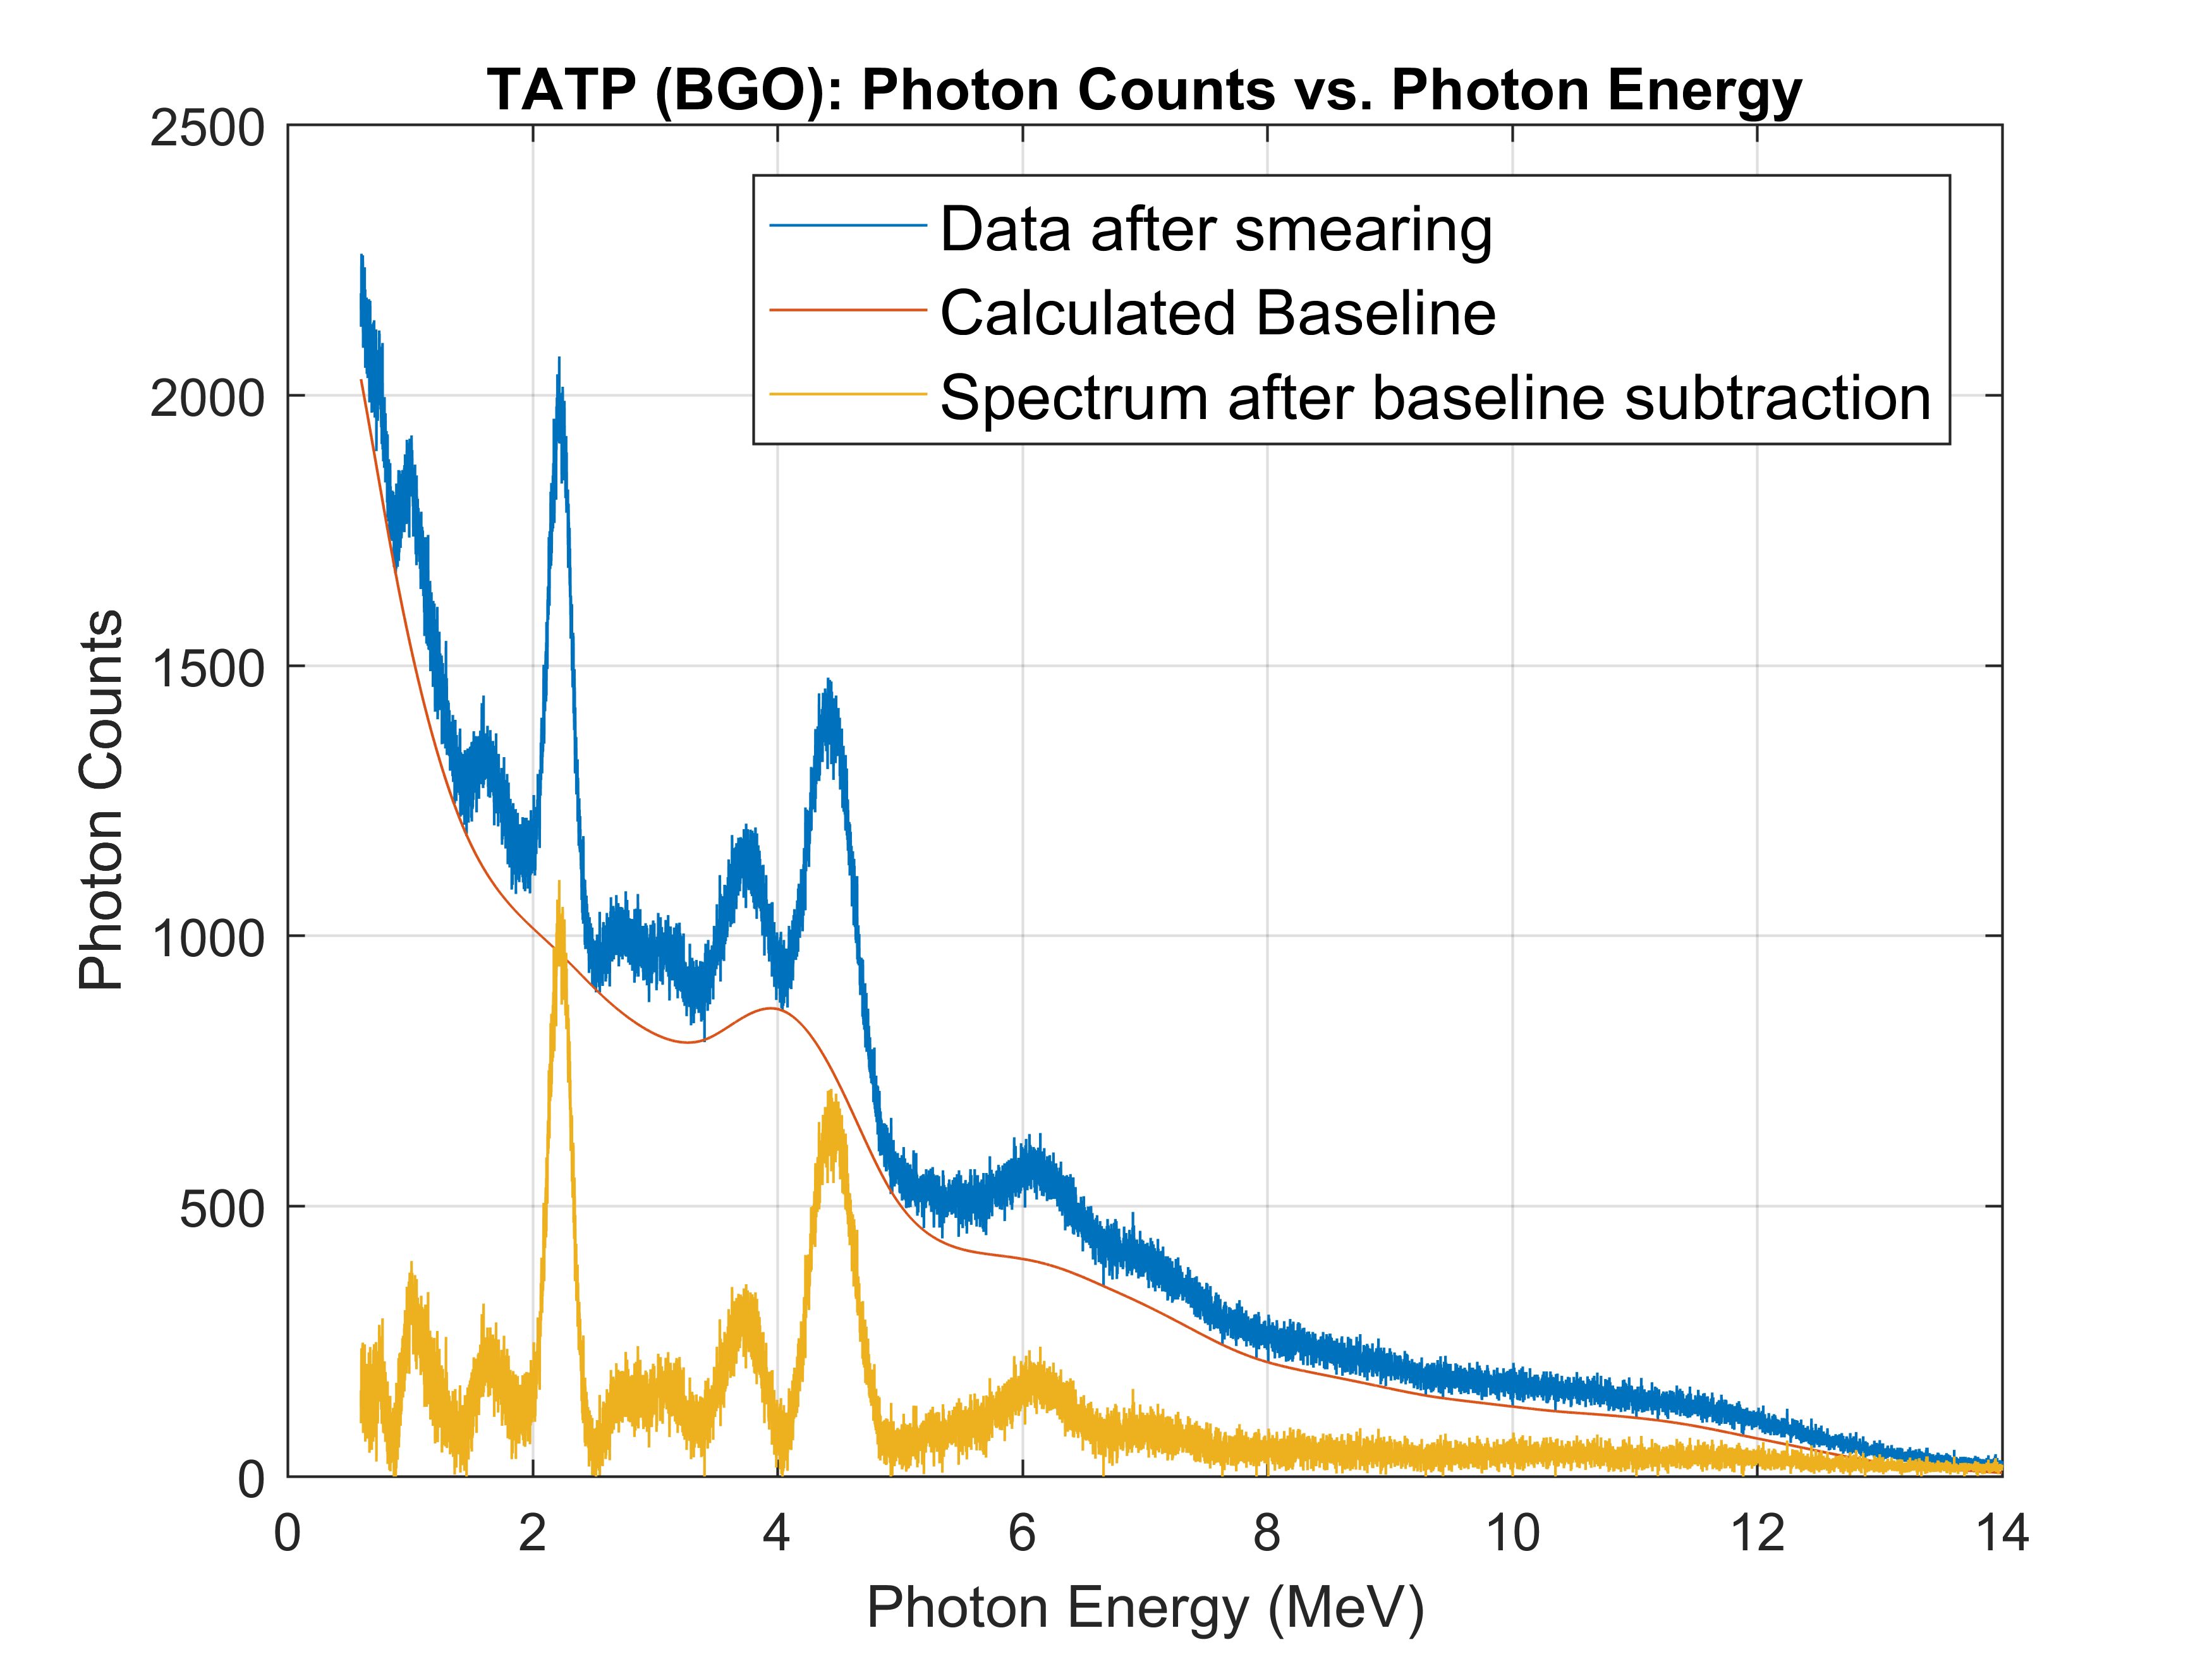 TATP (BGO): Photon Counts vs. Photon Energy
2500
2000
1500
1000
500
0
Photon Counts
Data after smearing
Calculated Baseline
Spectrum after baseline subtraction
0 2 4 6 8 10 12 14
Photon Energy (MeV)